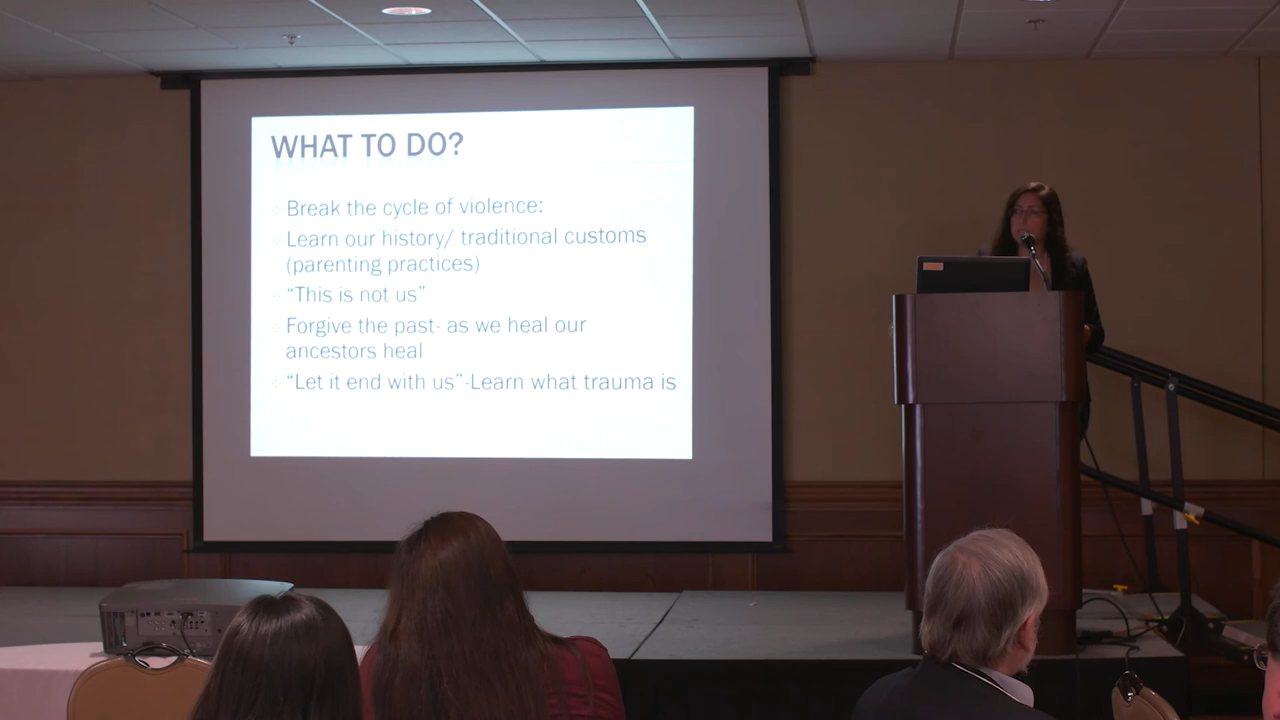 WHAT TO DO?
Break the cycle of violence:
Learn our history/ traditional customs
(parenting practices)
“This is not us”
Forgive the past- as we heal our
ancestors heal
“Let it end with us”-Learn what trauma is